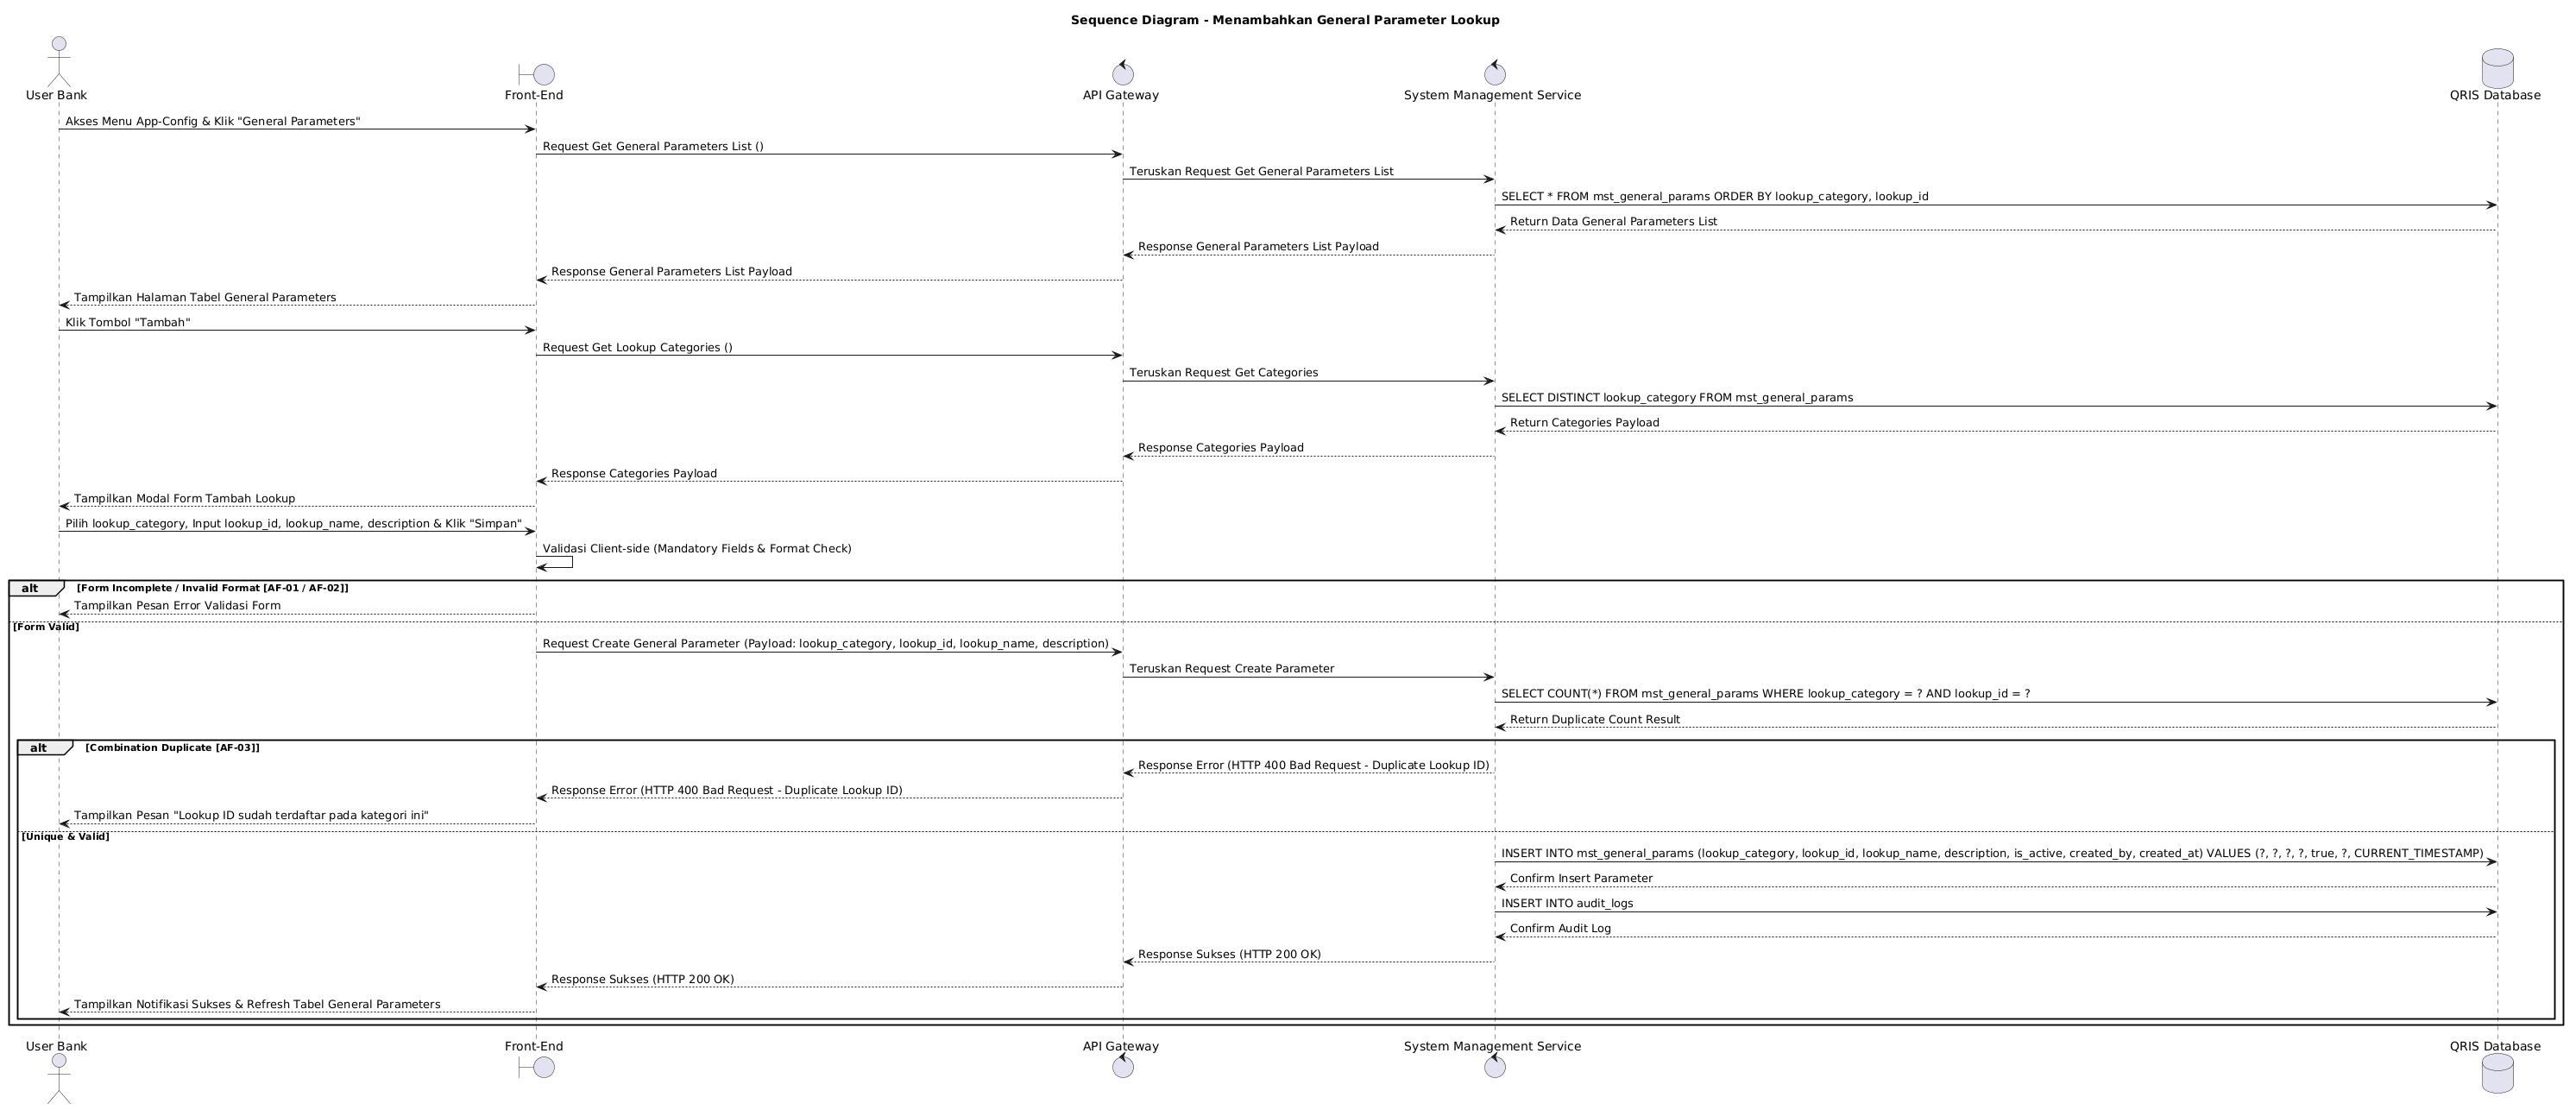 Sequence Diagram - Menambahkan General Parameter Lookup
User Bank
Front-End
API Gateway
System Management Service
QRIS Database
Akses Menu App-Config & Klik "General Parameters"
Request Get General Parameters List ()
Teruskan Request Get General Parameters List
SELECT * FROM mst_general_params ORDER BY lookup_category, lookup_id
Return Data General Parameters List
Response General Parameters List Payload
Response General Parameters List Payload
Tampilkan Halaman Tabel General Parameters
Klik Tombol "Tambah"
Request Get Lookup Categories ()
Teruskan Request Get Categories
SELECT DISTINCT lookup_category FROM mst_general_params
Return Categories Payload
Response Categories Payload
Response Categories Payload
Tampilkan Modal Form Tambah Lookup
Pilih lookup_category, Input lookup_id, lookup_name, description & Klik "Simpan"
Validasi Client-side (Mandatory Fields & Format Check)
alt [Form Incomplete / Invalid Format [AF-01 / AF-02]]
Tampilkan Pesan Error Validasi Form
[Form Valid]
Request Create General Parameter (Payload: lookup_category, lookup_id, lookup_name, description)
Teruskan Request Create Parameter
SELECT COUNT(*) FROM mst_general_params WHERE lookup_category = ? AND lookup_id = ?
Return Duplicate Count Result
alt [Combination Duplicate [AF-03]]
Response Error (HTTP 400 Bad Request - Duplicate Lookup ID)
Response Error (HTTP 400 Bad Request - Duplicate Lookup ID)
Tampilkan Pesan "Lookup ID sudah terdaftar pada kategori ini"
[Unique & Valid]
INSERT INTO mst_general_params (lookup_category, lookup_id, lookup_name, description, is_active, created_by, created_at) VALUES (?, ?, ?, ?, true, ?, CURRENT_TIMESTAMP)
Confirm Insert Parameter
INSERT INTO audit_logs
Confirm Audit Log
Response Sukses (HTTP 200 OK)
Response Sukses (HTTP 200 OK)
Tampilkan Notifikasi Sukses & Refresh Tabel General Parameters
User Bank
Front-End
API Gateway
System Management Service
QRIS Database